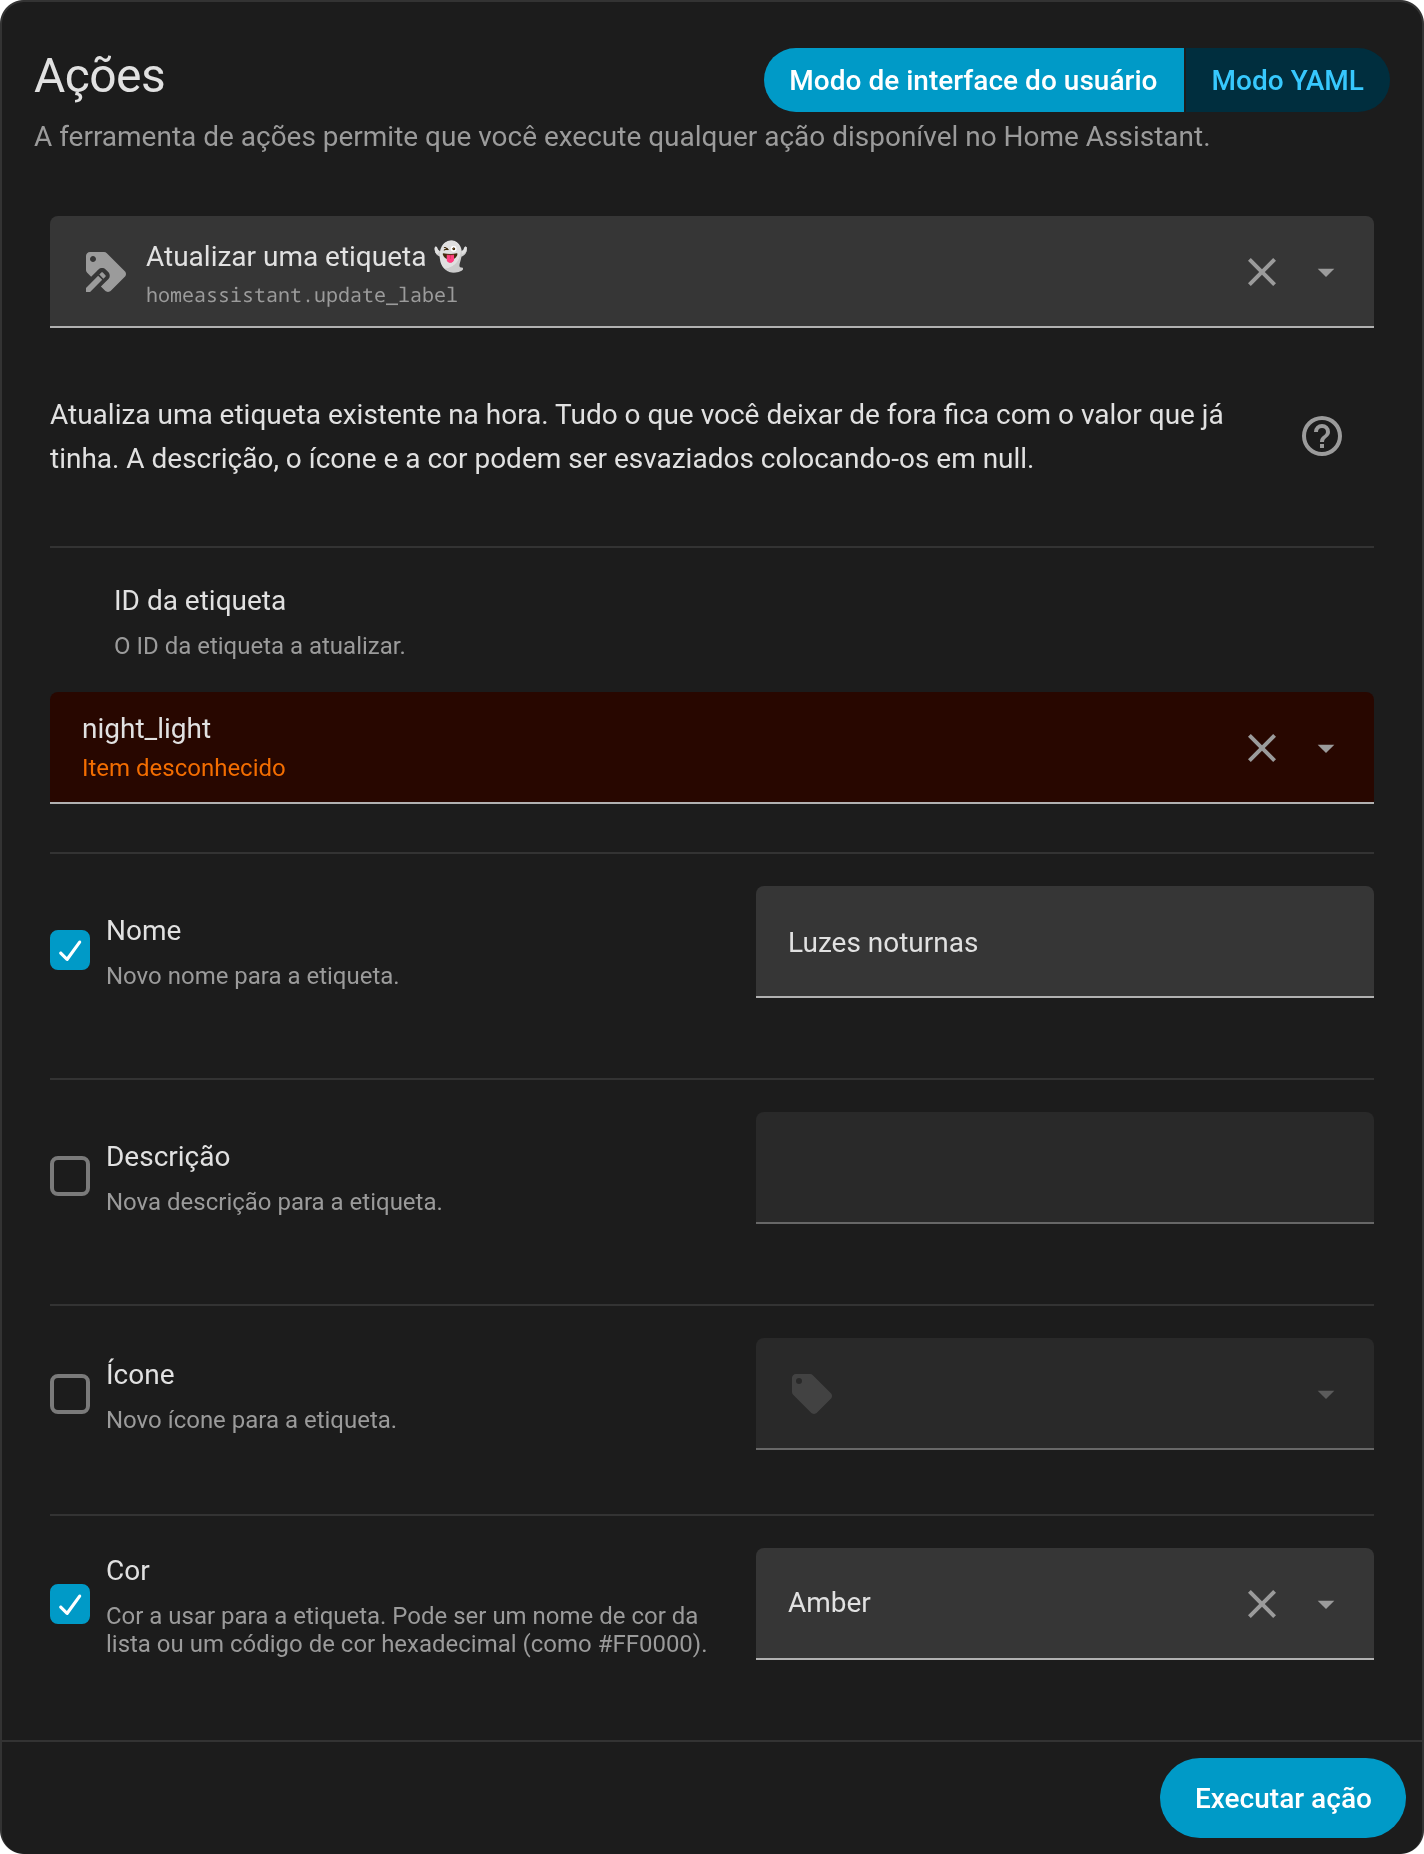 Ações
Modo de interface do usuário
Modo YAML
A ferramenta de ações permite que você execute qualquer ação disponível no Home Assistant.
Atualizar uma etiqueta 👻
homeassistant.update_label
Atualiza uma etiqueta existente na hora. Tudo o que você deixar de fora fica com o valor que já
tinha. A descrição, o ícone e a cor podem ser esvaziados colocando-os em null.
ID da etiqueta
O ID da etiqueta a atualizar.
night_light
Item desconhecido
Nome
Novo nome para a etiqueta.
Luzes noturnas
Descrição
Nova descrição para a etiqueta.
Ícone
Novo ícone para a etiqueta.
Cor
Cor a usar para a etiqueta. Pode ser um nome de cor da
lista ou um código de cor hexadecimal (como #FF0000).
Amber
Executar ação